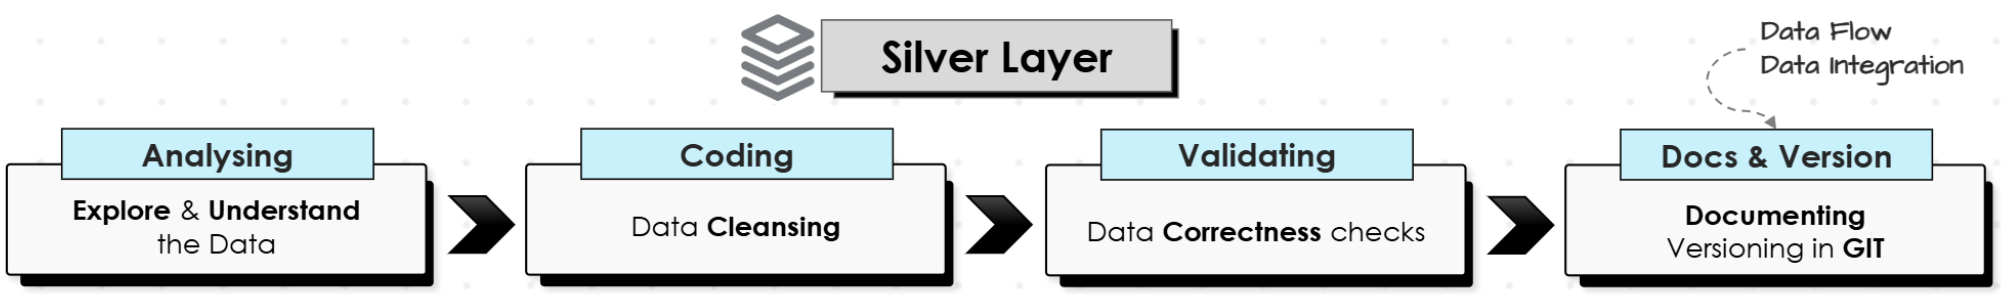 Silver Layer
Data Flow
Data Integration
Analysing
Explore & Understand
the Data
Coding
Data Cleansing
Validating
Data Correctness checks
Docs & Version
Documenting
Versioning in GIT